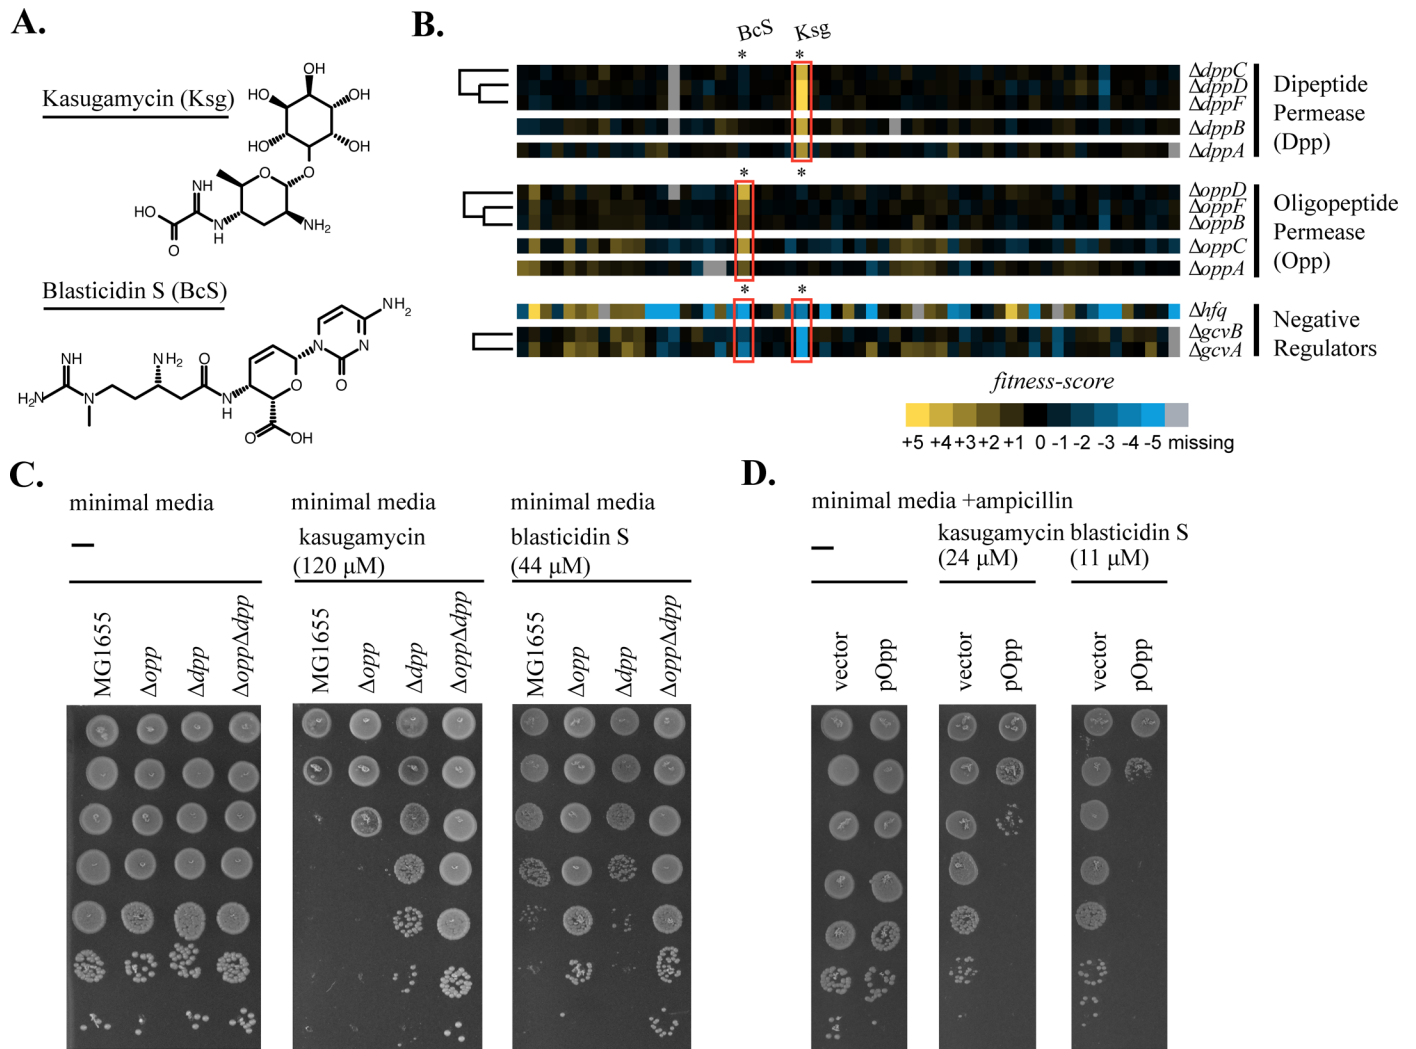 A.
Kasugamycin (Ksg)
OH
HO
OH
HO
OH
O
O
NH
HO
O
N
H
NH₂
Blasticidin S (BcS)
NH₂
N
N
O
NH
NH₂
O
H₂N
N
N
H
O
O
OH
B.
BcS Ksg
* *
ΔdppC
ΔdppD
ΔdppF
ΔdppB
ΔdppA
Dipeptide
Permease
(Dpp)
* *
ΔoppD
ΔoppF
ΔoppB
ΔoppC
ΔoppA
Oligopeptide
Permease
(Opp)
* *
Δhfq
ΔgcvB
ΔgcvA
Negative
Regulators
fitness-score
+5 +4 +3 +2 +1 0 -1 -2 -3 -4 -5 missing
C.
minimal media
–
MG1655
Δopp
Δdpp
ΔoppΔdpp
minimal media
kasugamycin
(120 μM)
MG1655
Δopp
Δdpp
ΔoppΔdpp
minimal media
blasticidin S
(44 μM)
MG1655
Δopp
Δdpp
ΔoppΔdpp
D.
minimal media +ampicillin
–
vector
pOpp
kasugamycin
(24 μM)
vector
pOpp
blasticidin S
(11 μM)
vector
pOpp